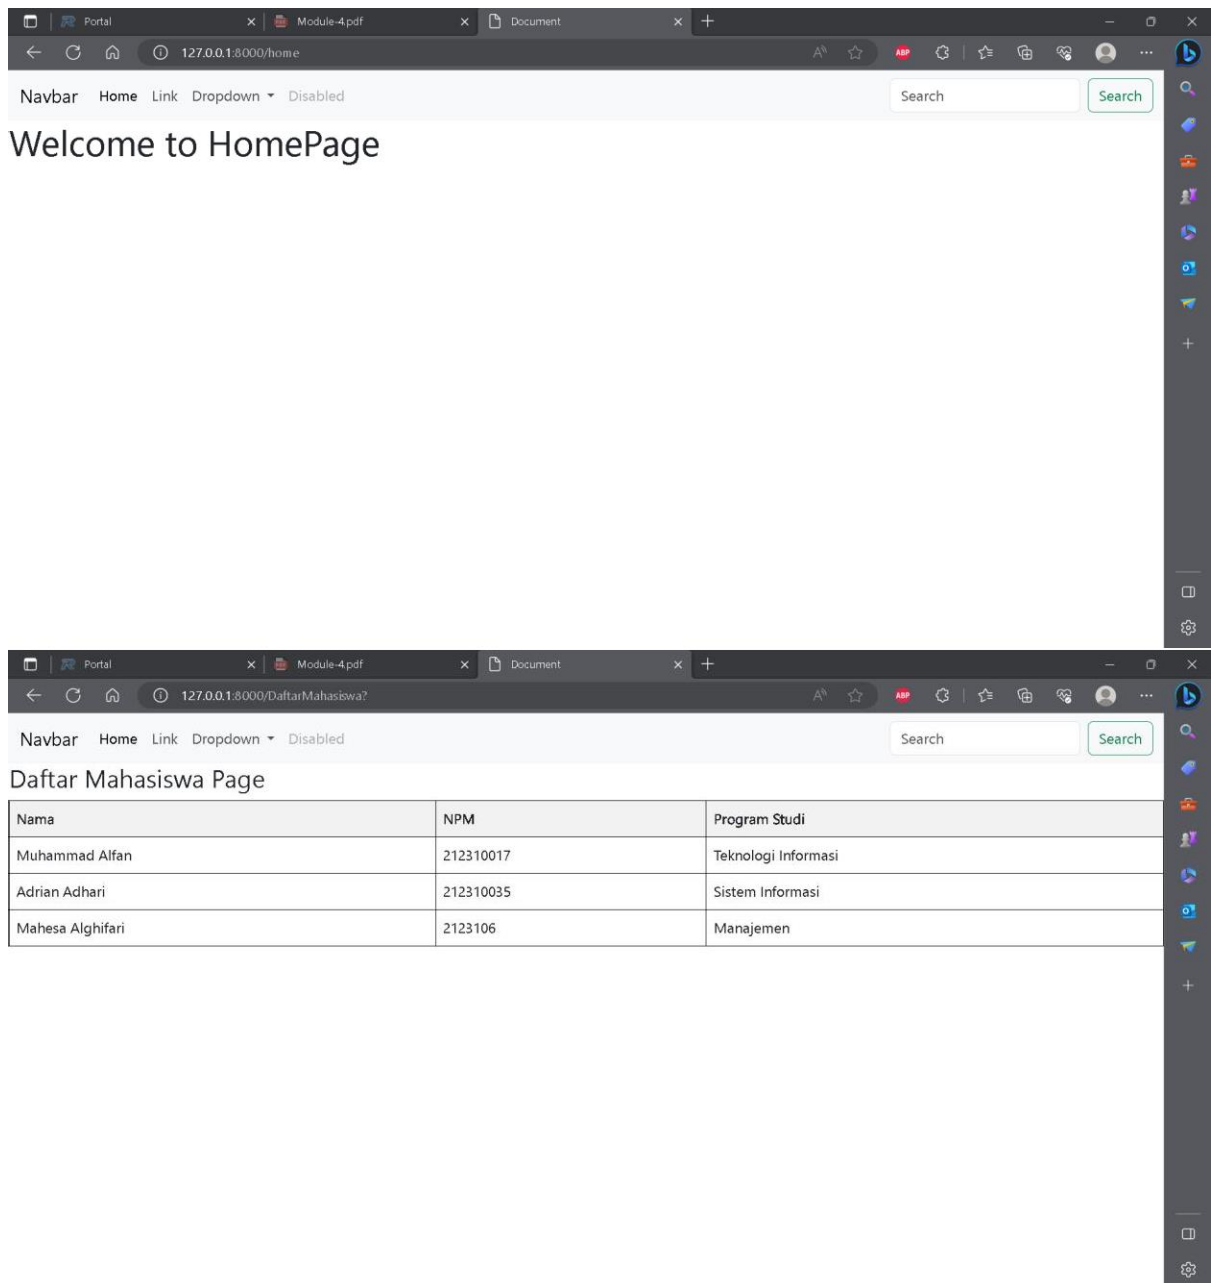 Portal Module-4.pdf Document
127.0.0.1:8000/home
ABP
Navbar Home Link Dropdown Disabled Search Search
Welcome to HomePage
Portal Module-4.pdf Document
127.0.0.1:8000/DaftarMahasiswa?
ABP
Navbar Home Link Dropdown Disabled Search Search
Daftar Mahasiswa Page
Nama NPM Program Studi
Muhammad Alfan 212310017 Teknologi Informasi
Adrian Adhari 212310035 Sistem Informasi
Mahesa Alghifari 2123106 Manajemen